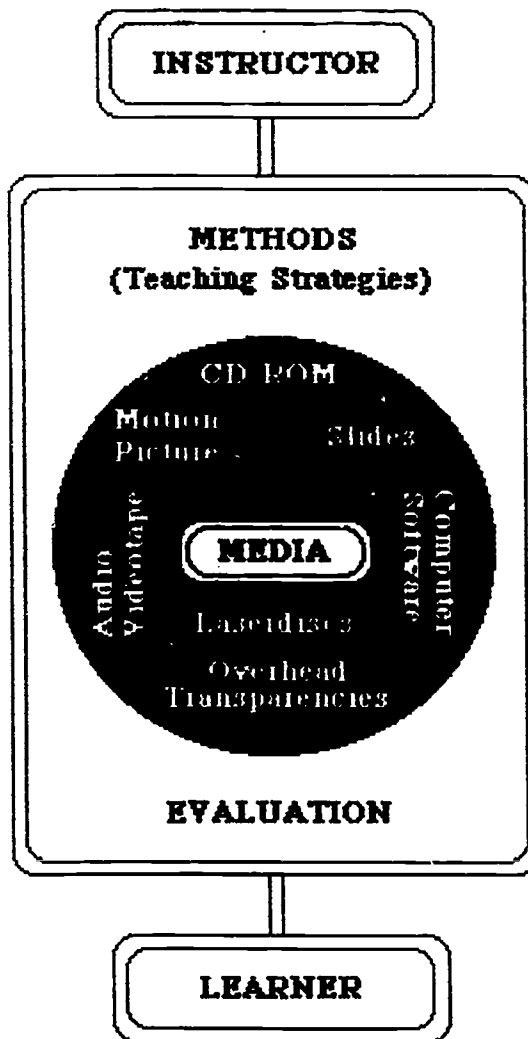 INSTRUCTOR
METHODS
(Teaching Strategies)
CD ROM
Motion
Picture
Slides
Audio
Videotape
MEDIA
Computer
Software
Laserdiscs
Overhead
Transparencies
EVALUATION
LEARNER